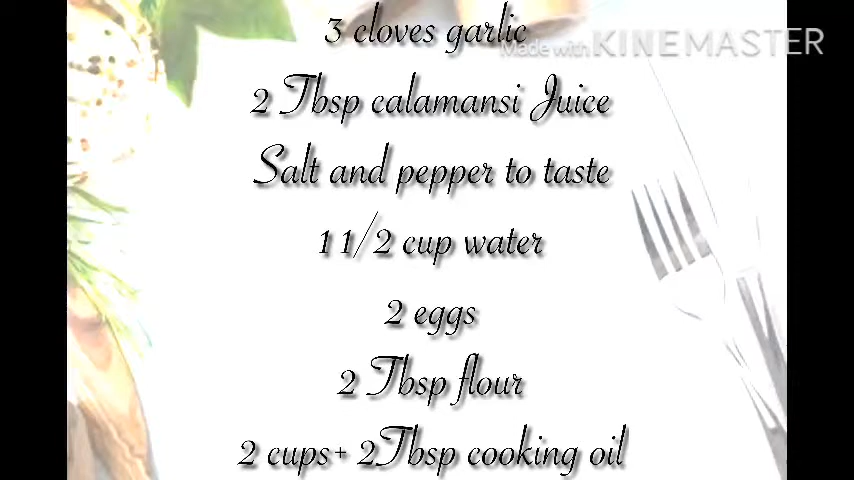 3 cloves garlic
Made with KINEMASTER
2 Tbsp calamansi Juice
Salt and pepper to taste
1 1/2 cup water
2 eggs
2 Tbsp flour
2 cups+ 2Tbsp cooking oil